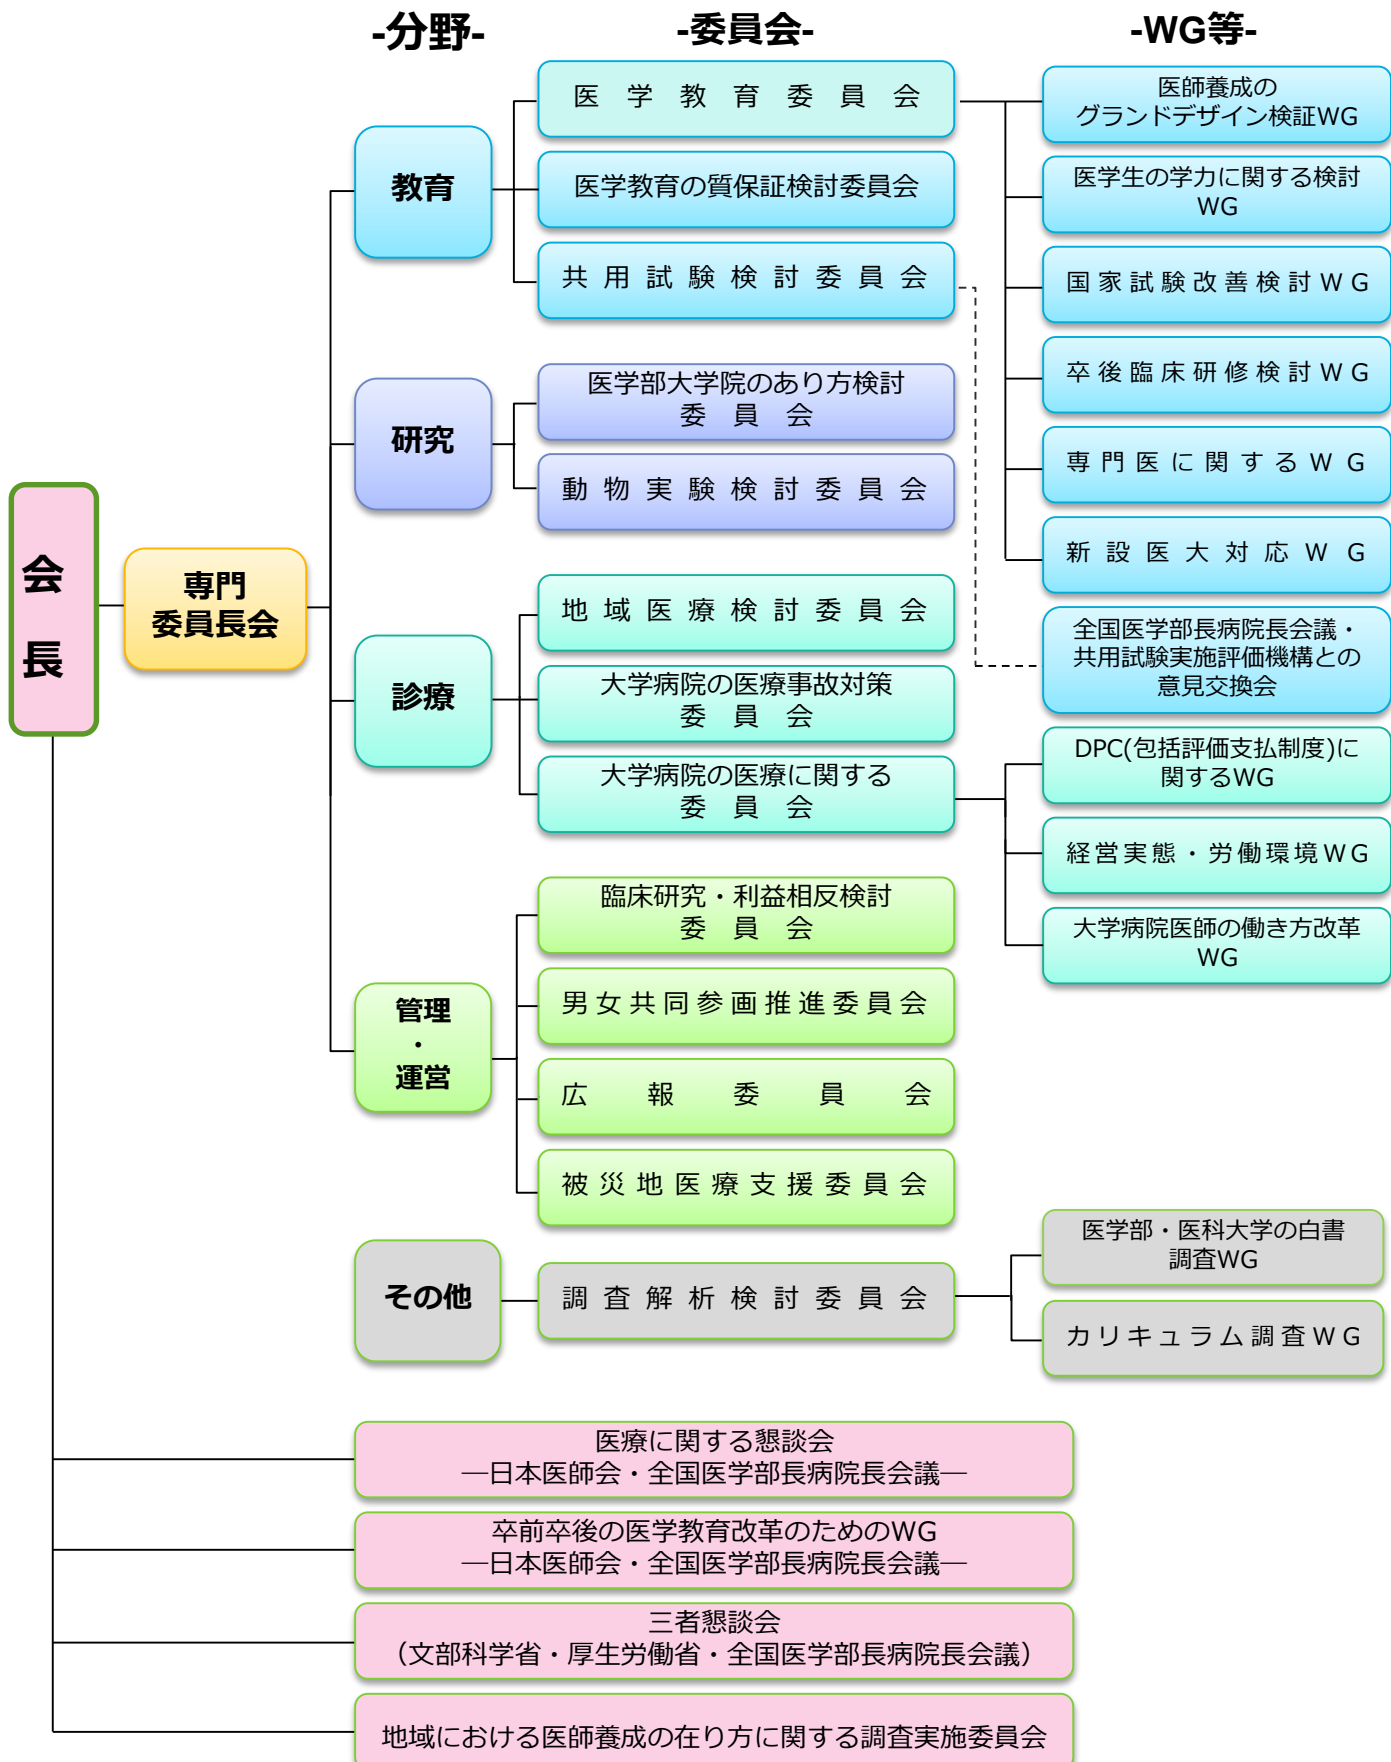 -分野-
-委員会-
-WG等-
会
長
専門
委員長会
教育
医学教育委員会
医学教育の質保証検討委員会
共用試験検討委員会
医師養成の
グランドデザイン検証WG
医学生の学力に関する検討
WG
国家試験改善検討WG
卒後臨床研修検討WG
専門医に関するWG
新設医大対応WG
全国医学部長病院長会議・
共用試験実施評価機構との
意見交換会
研究
医学部大学院のあり方検討
委員会
動物実験検討委員会
診療
地域医療検討委員会
大学病院の医療事故対策
委員会
大学病院の医療に関する
委員会
DPC(包括評価支払制度)に
関するWG
経営実態・労働環境WG
大学病院医師の働き方改革
WG
管理
・
運営
臨床研究・利益相反検討
委員会
男女共同参画推進委員会
広報委員会
被災地医療支援委員会
その他
調査解析検討委員会
医学部・医科大学の白書
調査WG
カリキュラム調査WG
医療に関する懇談会
―日本医師会・全国医学部長病院長会議―
卒前卒後の医学教育改革のためのWG
―日本医師会・全国医学部長病院長会議―
三者懇談会
（文部科学省・厚生労働省・全国医学部長病院長会議）
地域における医師養成の在り方に関する調査実施委員会